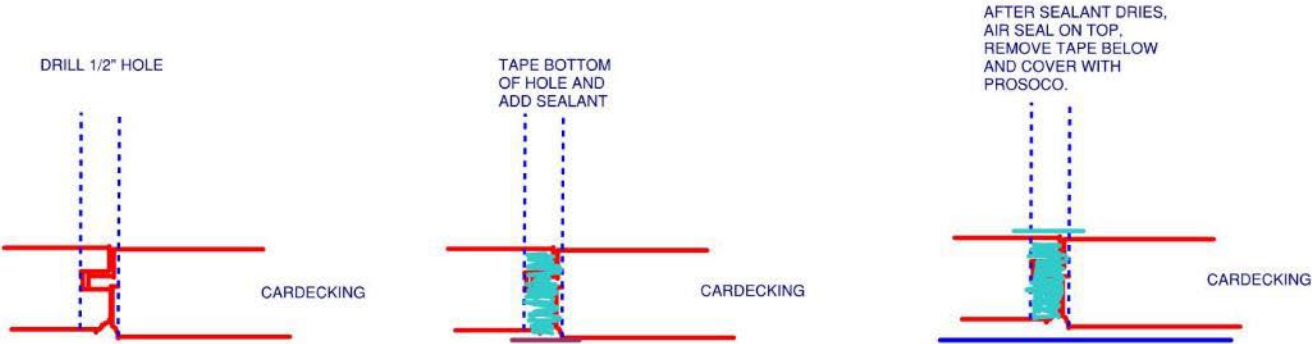 DRILL 1/2" HOLE
CARDECKING
TAPE BOTTOM
OF HOLE AND
ADD SEALANT
CARDECKING
AFTER SEALANT DRIES,
AIR SEAL ON TOP,
REMOVE TAPE BELOW
AND COVER WITH
PROSOCO.
CARDECKING